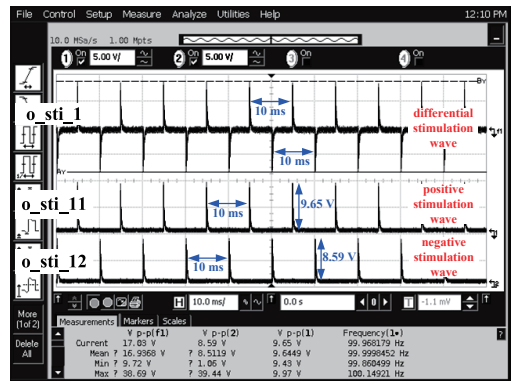 File Control Setup Measure Analyze Utilities Help 12:10 PM
10.0 MSa/s 1.00 Mpts
1 On 5.00 V/ 2 On 5.00 V/ 3 On 4 On
o_sti_1
10 ms
differential
stimulation
wave
10 ms
o_sti_11
10 ms
9.65 V
positive
stimulation
wave
o_sti_12
10 ms
8.59 V
negative
stimulation
wave
H 10.0 ms/ 0.0 s 0 T -1.1 mV
More
(1of 2)
Delete
All
Measurements Markers Scales
V p-p(f1) V p-p(2) V p-p(1) Frequency(1•)
Current 17.03 V 8.59 V 9.65 V 99.968179 Hz
Mean ? 16.9368 V ? 8.5119 V 9.6449 V 99.9998452 Hz
Min ? 9.72 V ? 1.06 V 9.43 V 99.860499 Hz
Max ? 38.69 V ? 39.44 V 9.97 V 100.14921 Hz